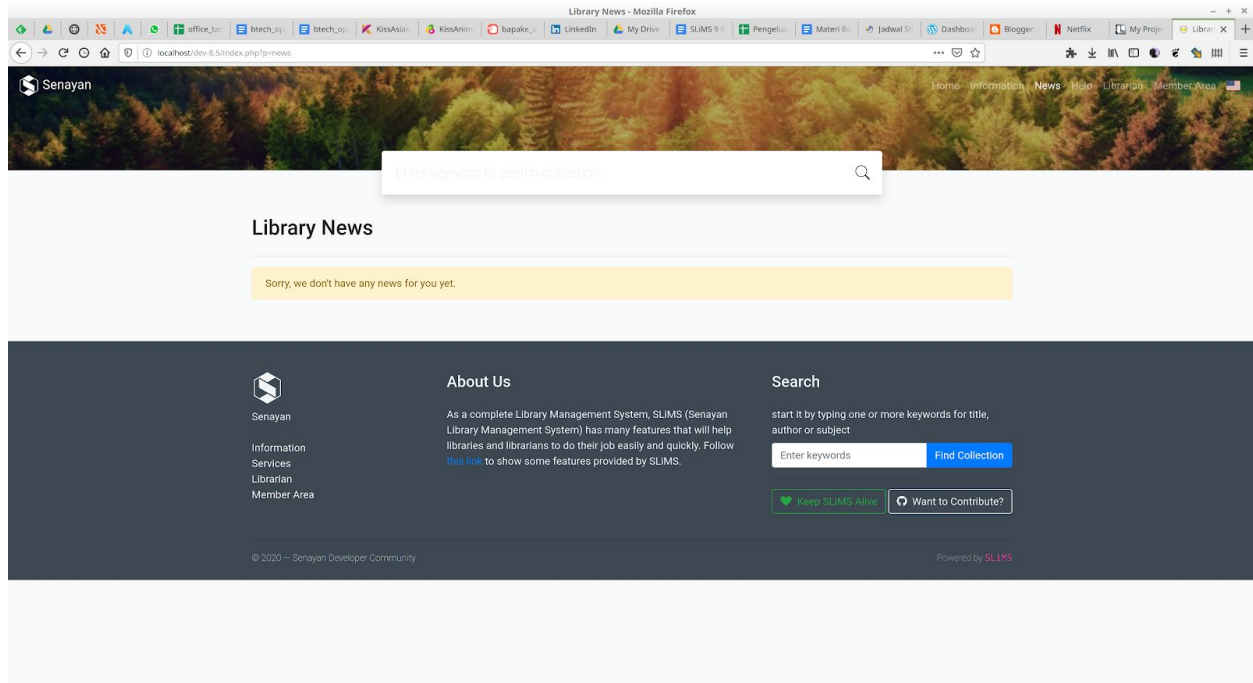 Library News - Mozilla Firefox
office_tas btech_op btech_op KissAsian KissAnim bapake_ LinkedIn My Drive SLiMS 9 Pengelua Materi Bo Jadwal Sh Dashboa Blogger: Netflix My Projec Librar
localhost/dev-8.5/index.php?p=news
Senayan
Home Information News Help Librarian Member Area
Enter keyword to search collection...
Library News
Sorry, we don't have any news for you yet.
Senayan
Information
Services
Librarian
Member Area
About Us
As a complete Library Management System, SLiMS (Senayan
Library Management System) has many features that will help
libraries and librarians to do their job easily and quickly. Follow
this link to show some features provided by SLiMS.
Search
start it by typing one or more keywords for title,
author or subject
Enter keywords Find Collection
Keep SLiMS Alive Want to Contribute?
© 2020 — Senayan Developer Community
Powered by SLiMS